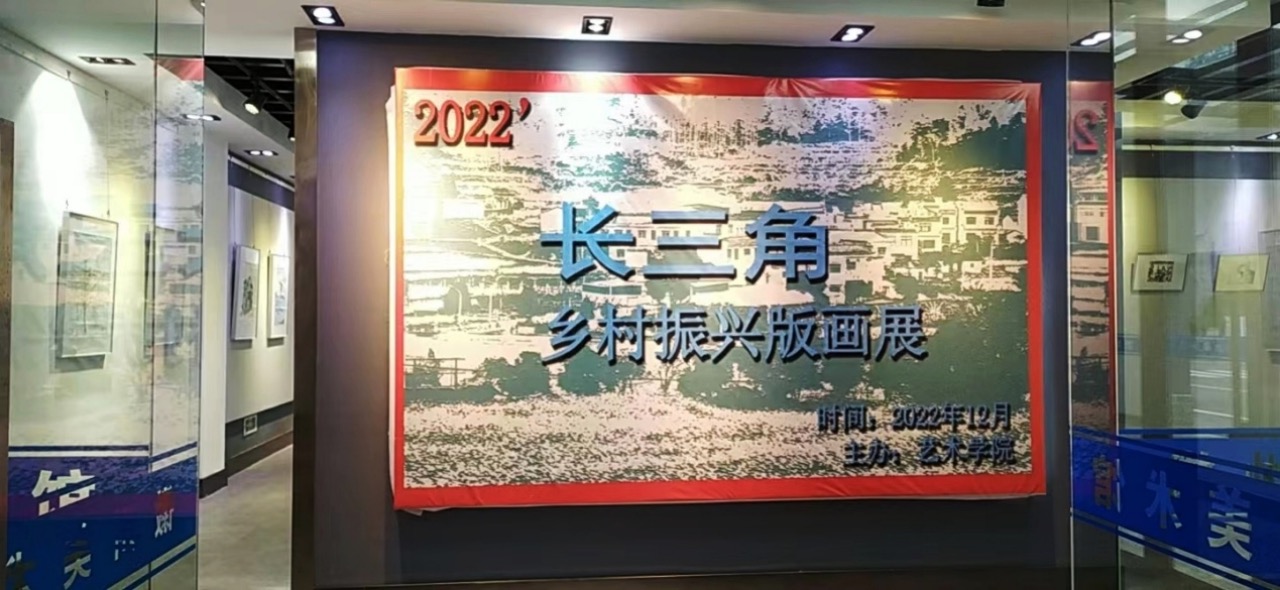 2022'
长三角
乡村振兴版画展
时间：2022年12月
主办：艺术学院